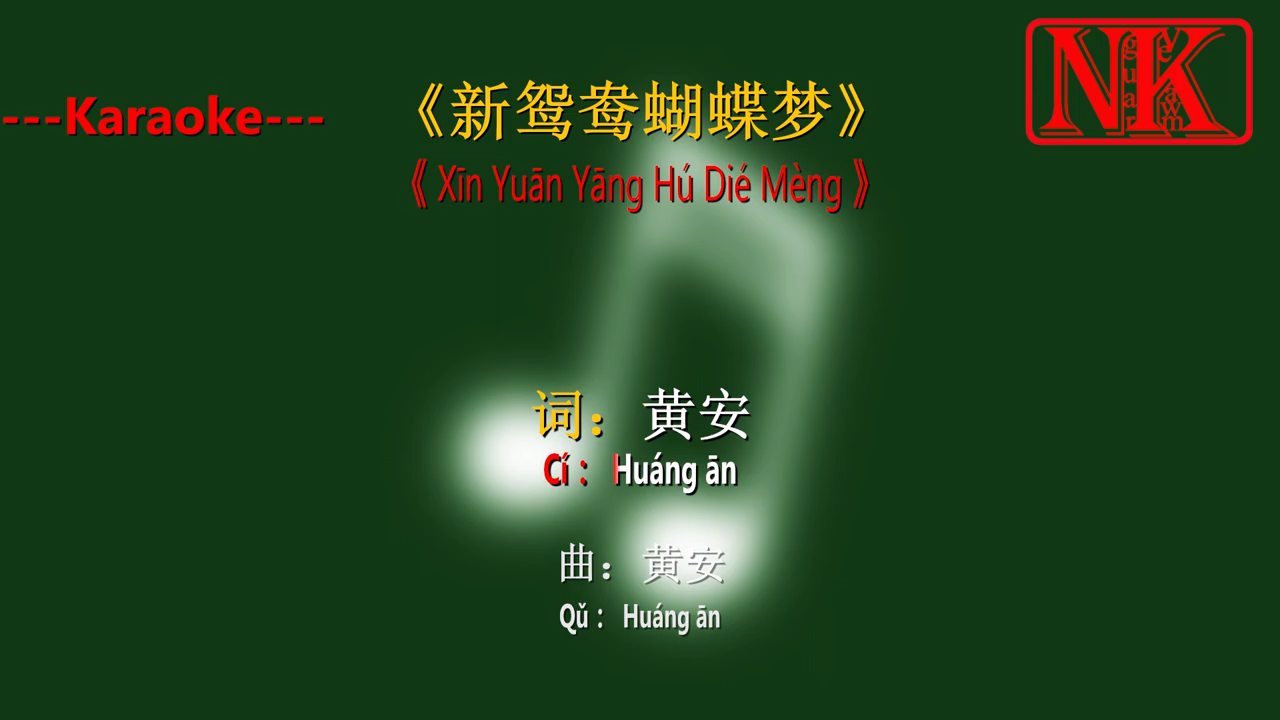 ---Karaoke---
《新鸳鸯蝴蝶梦》
《 Xīn Yuān Yāng Hú Dié Mèng 》
NK
词：黄安
Cí： Huáng ān
曲：黄安
Qǔ： Huáng ān